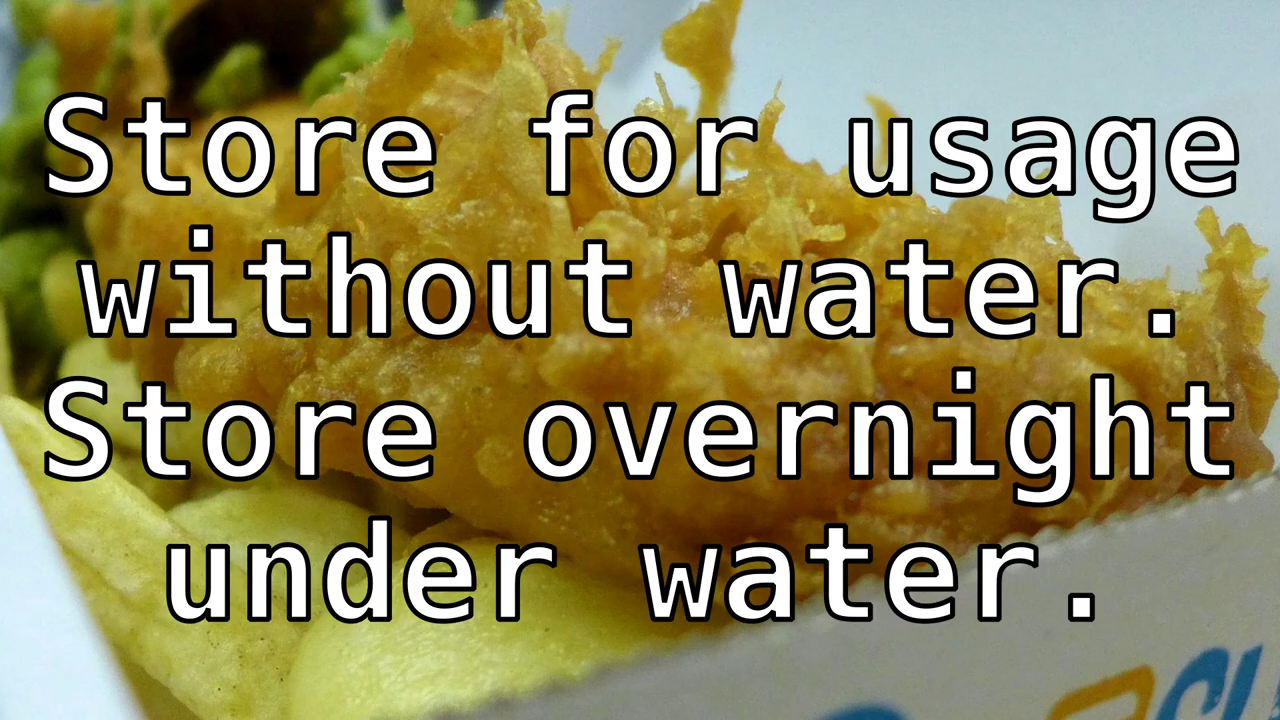 Store for usage
without water.
Store overnight
under water.